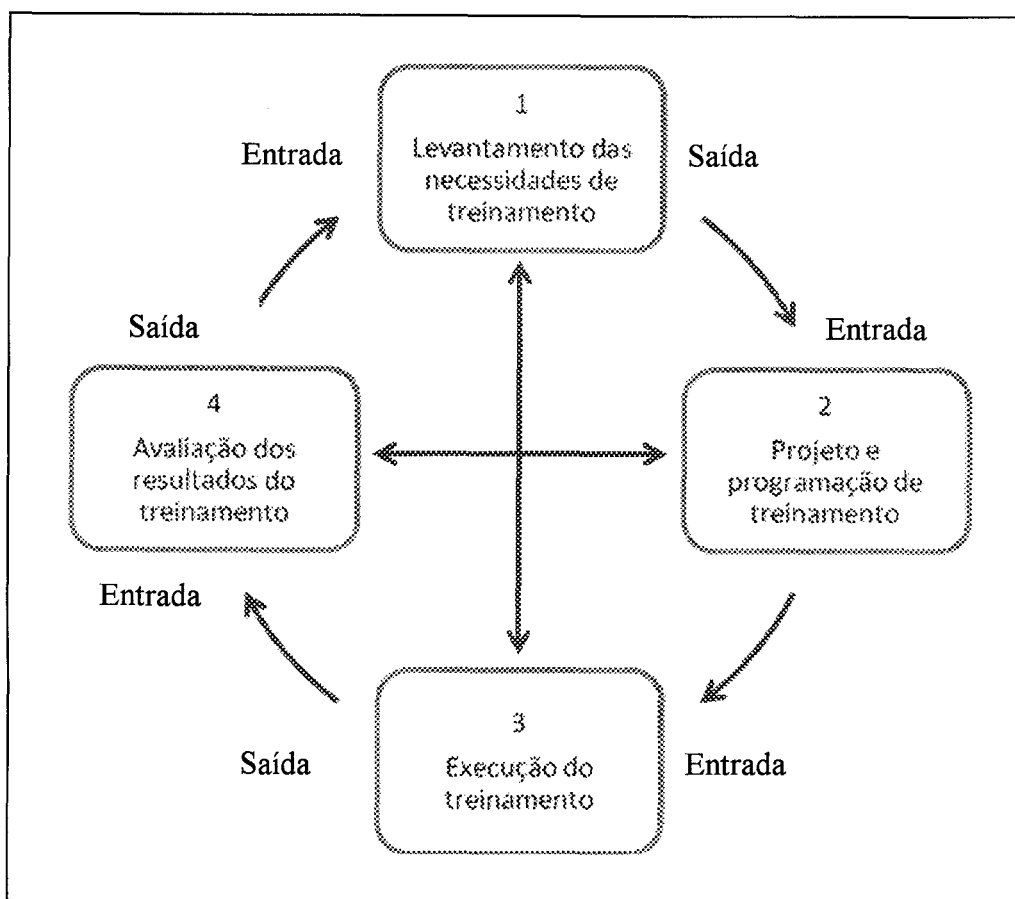 1
Levantamento das
necessidades de
treinamento
Entrada
Saída
Saída
Entrada
4
Avaliação dos
resultados do
treinamento
2
Projeto e
programação de
treinamento
Entrada
Saída
3
Execução do
treinamento
Entrada